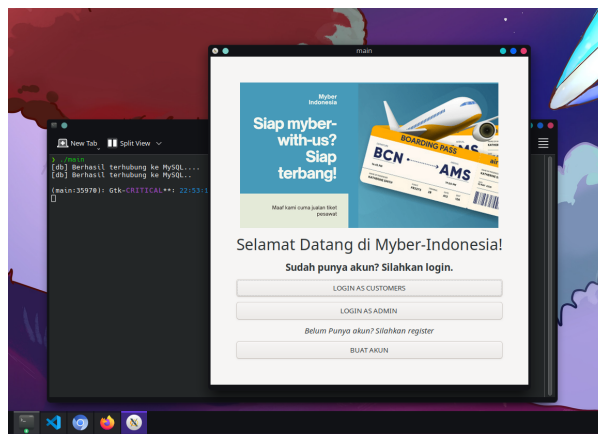 main
Myber
Indonesia
Siap myber-
with-us?
Siap
terbang!
Maaf kami cuma jualan tiket
pesawat
BOARDING PASS
BCN
AMS
Selamat Datang di Myber-Indonesia!
Sudah punya akun? Silahkan login.
LOGIN AS CUSTOMERS
LOGIN AS ADMIN
Belum Punya akun? Silahkan register
BUAT AKUN
New Tab
Split View
> ./main
[db] Berhasil terhubung ke MySQL....
[db] Berhasil terhubung ke MySQL...
(main:35970): Gtk-CRITICAL **: 22:53:1